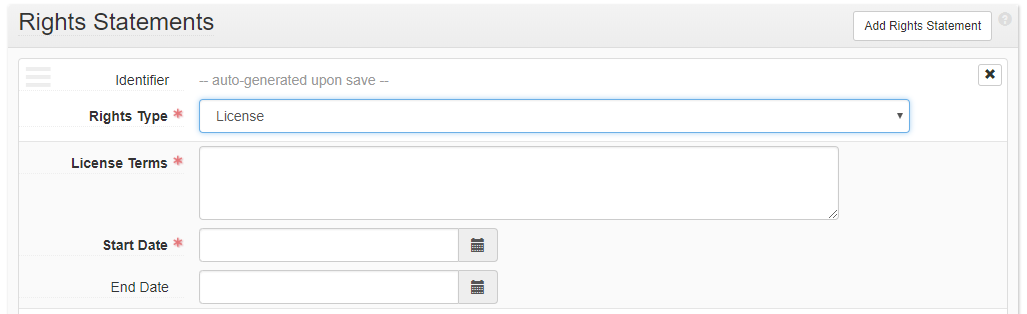 Rights Statements
Add Rights Statement
?
Identifier -- auto-generated upon save --
Rights Type * License
License Terms *
Start Date *
End Date